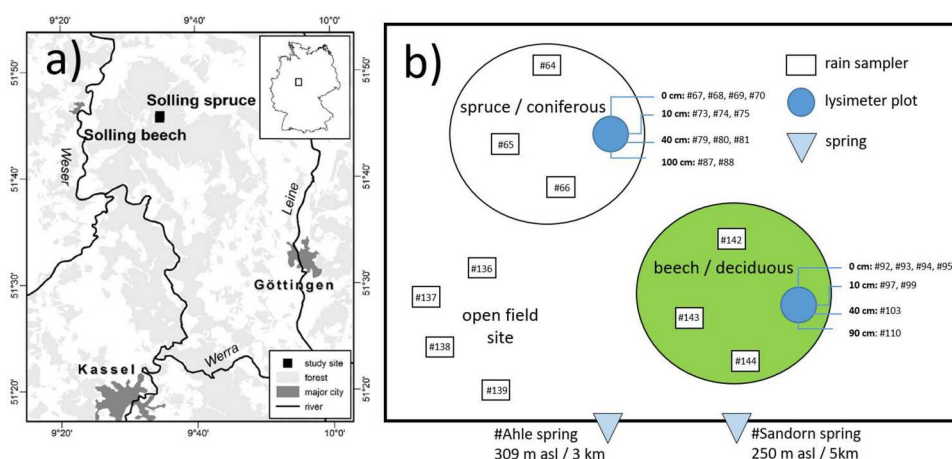 a)
9°20'
9°40'
10°0'
51°50'
51°40'
51°30'
51°20'
51°50'
51°40'
51°30'
51°20'
Solling spruce
Solling beech
Weser
Leine
Göttingen
Kassel
Werra
study site
forest
major city
river
9°20'
9°40'
10°0'
b)
#64
spruce / coniferous
#65
#66
0 cm: #67, #68, #69, #70
10 cm: #73, #74, #75
40 cm: #79, #80, #81
100 cm: #87, #88
rain sampler
lysimeter plot
spring
#142
beech / deciduous
#143
#144
0 cm: #92, #93, #94, #95
10 cm: #97, #99
40 cm: #103
90 cm: #110
#136
#137
open field
site
#138
#139
#Ahle spring
309 m asl / 3 km
#Sandorn spring
250 m asl / 5km